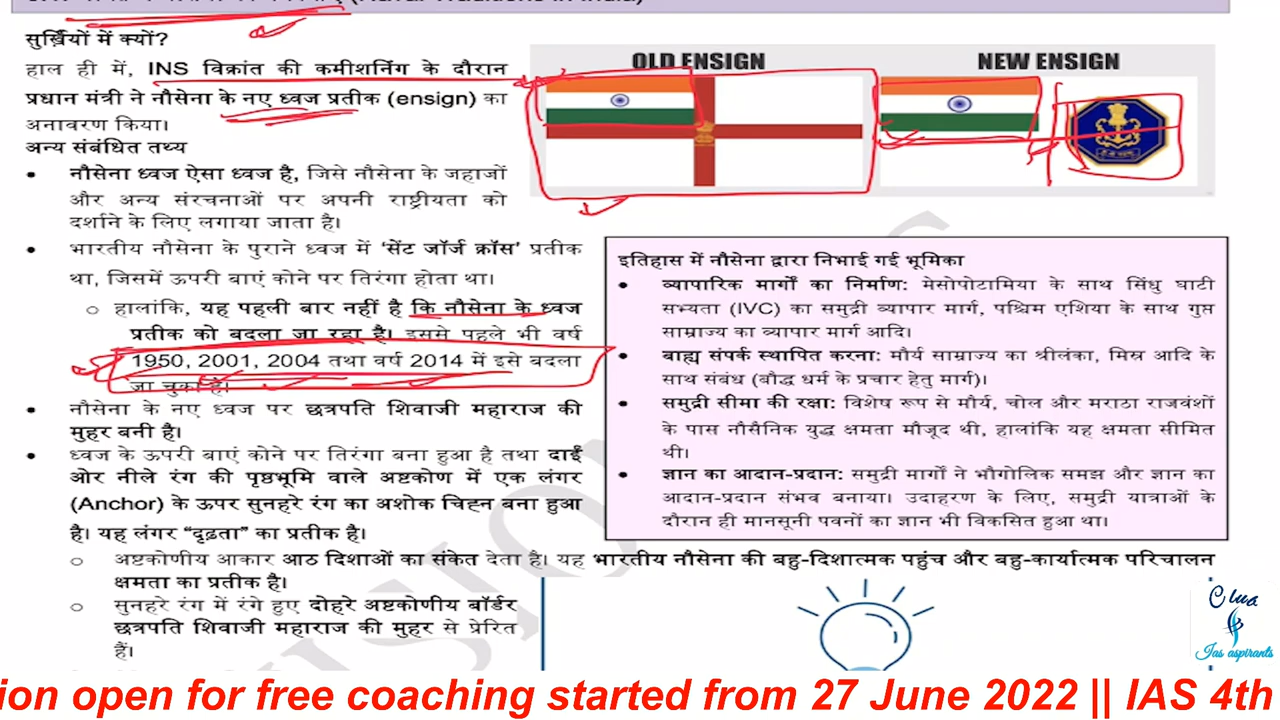 (Naval Traditions in India)
सुर्ख़ियों में क्यों?
हाल ही में, INS विक्रांत की कमीशनिंग के दौरान
प्रधान मंत्री ने नौसेना के नए ध्वज प्रतीक (ensign) का
अनावरण किया।
अन्य संबंधित तथ्य
• नौसेना ध्वज ऐसा ध्वज है, जिसे नौसेना के जहाजों
और अन्य संरचनाओं पर अपनी राष्ट्रीयता को
दर्शाने के लिए लगाया जाता है।
• भारतीय नौसेना के पुराने ध्वज में ‘सेंट जॉर्ज क्रॉस’ प्रतीक
था, जिसमें ऊपरी बाएं कोने पर तिरंगा होता था।
o हालांकि, यह पहली बार नहीं है कि नौसेना के ध्वज
प्रतीक को बदला जा रहा है। इससे पहले भी वर्ष
1950, 2001, 2004 तथा वर्ष 2014 में इसे बदला
जा चुका है।
• नौसेना के नए ध्वज पर छत्रपति शिवाजी महाराज की
मुहर बनी है।
• ध्वज के ऊपरी बाएं कोने पर तिरंगा बना हुआ है तथा दाईं
ओर नीले रंग की पृष्ठभूमि वाले अष्टकोण में एक लंगर
(Anchor) के ऊपर सुनहरे रंग का अशोक चिह्न बना हुआ
है। यह लंगर “दृढ़ता” का प्रतीक है।
o अष्टकोणीय आकार आठ दिशाओं का संकेत देता है। यह भारतीय नौसेना की बहु-दिशात्मक पहुंच और बहु-कार्यात्मक परिचालन
क्षमता का प्रतीक है।
o सुनहरे रंग में रंगे हुए दोहरे अष्टकोणीय बॉर्डर
छत्रपति शिवाजी महाराज की मुहर से प्रेरित
हैं।
OLD ENSIGN
NEW ENSIGN
इतिहास में नौसेना द्वारा निभाई गई भूमिका
• व्यापारिक मार्गों का निर्माण: मेसोपोटामिया के साथ सिंधु घाटी
सभ्यता (IVC) का समुद्री व्यापार मार्ग, पश्चिम एशिया के साथ गुप्त
साम्राज्य का व्यापार मार्ग आदि।
• बाह्य संपर्क स्थापित करना: मौर्य साम्राज्य का श्रीलंका, मिस्र आदि के
साथ संबंध (बौद्ध धर्म के प्रचार हेतु मार्ग)।
• समुद्री सीमा की रक्षा: विशेष रूप से मौर्य, चोल और मराठा राजवंशों
के पास नौसैनिक युद्ध क्षमता मौजूद थी, हालांकि यह क्षमता सीमित
थी।
• ज्ञान का आदान-प्रदान: समुद्री मार्गों ने भौगोलिक समझ और ज्ञान का
आदान-प्रदान संभव बनाया। उदाहरण के लिए, समुद्री यात्राओं के
दौरान ही मानसूनी पवनों का ज्ञान भी विकसित हुआ था।
Ias aspirants
ion open for free coaching started from 27 June 2022 || IAS 4th